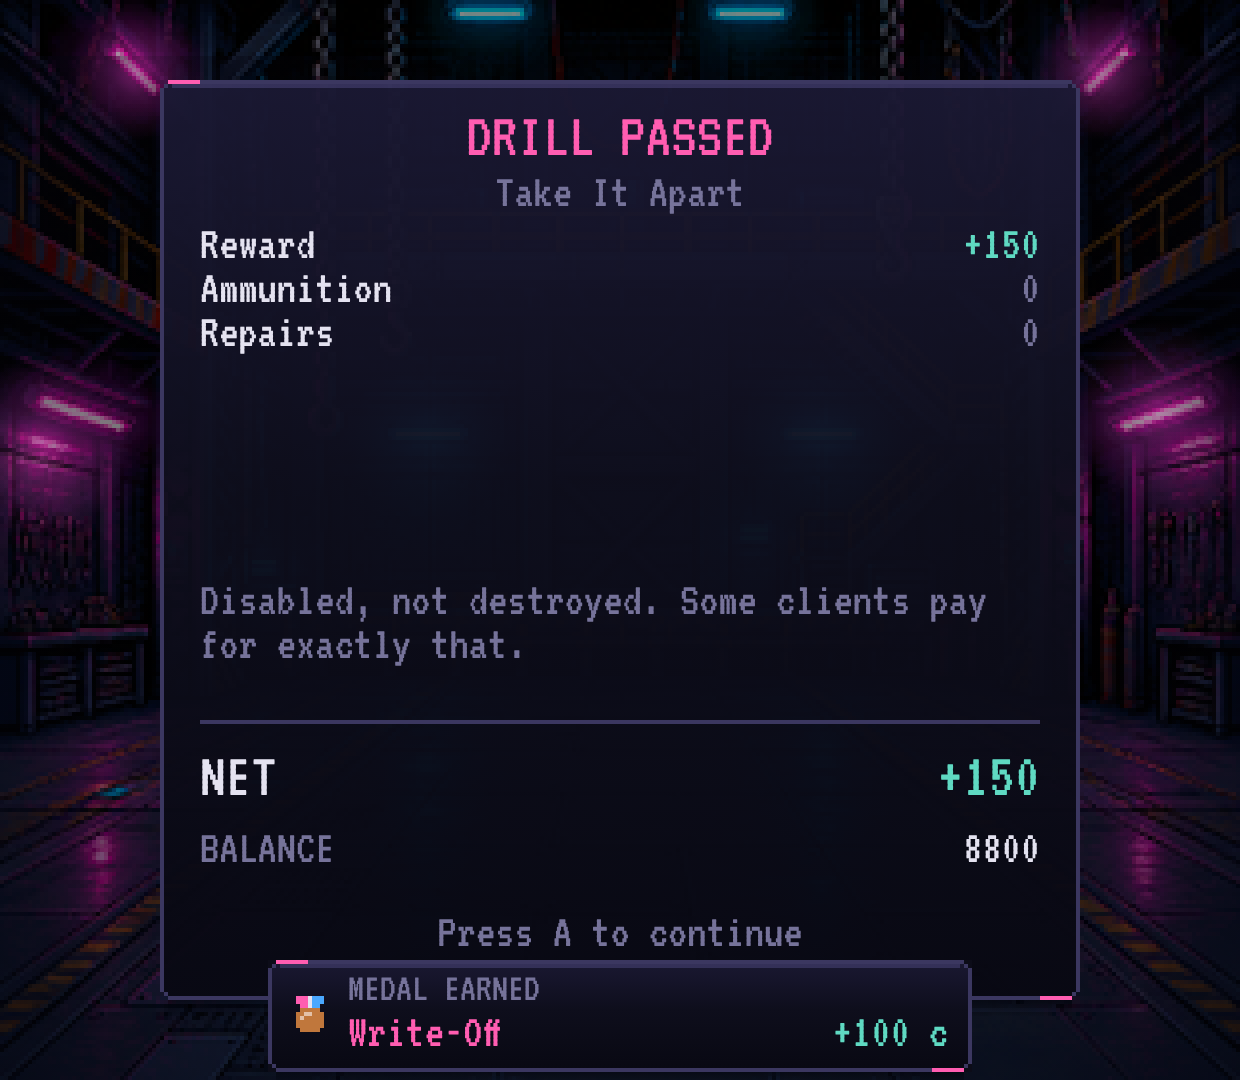 DRILL PASSED
Take It Apart
Reward +150
Ammunition 0
Repairs 0
Disabled, not destroyed. Some clients pay
for exactly that.
NET +150
BALANCE 8800
Press A to continue
MEDAL EARNED
Write-Off +100 c